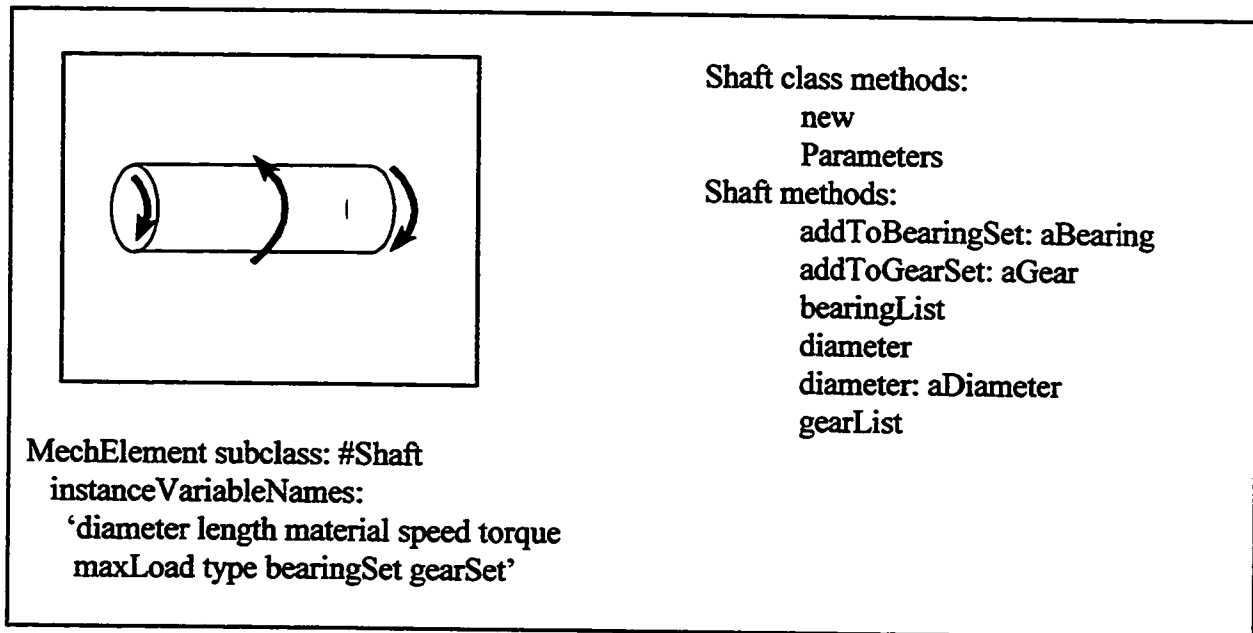 Shaft class methods:
new
Parameters
Shaft methods:
addToBearingSet: aBearing
addToGearSet: aGear
bearingList
diameter
diameter: aDiameter
gearList
MechElement subclass: #Shaft
instanceVariableNames:
‘diameter length material speed torque
maxLoad type bearingSet gearSet’